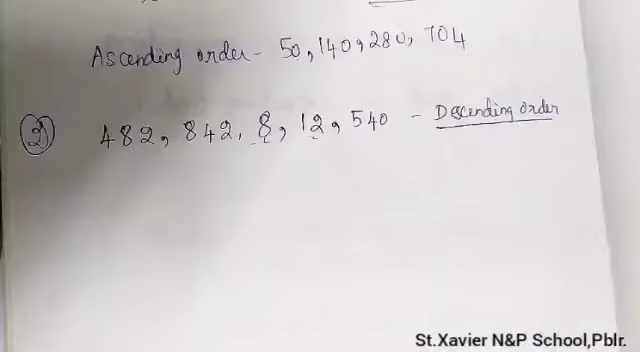 Ascending order - 50, 140, 280, 704
2) 482, 842, 8, 12, 540 - Descending order
St.Xavier N&P School,Pblr.